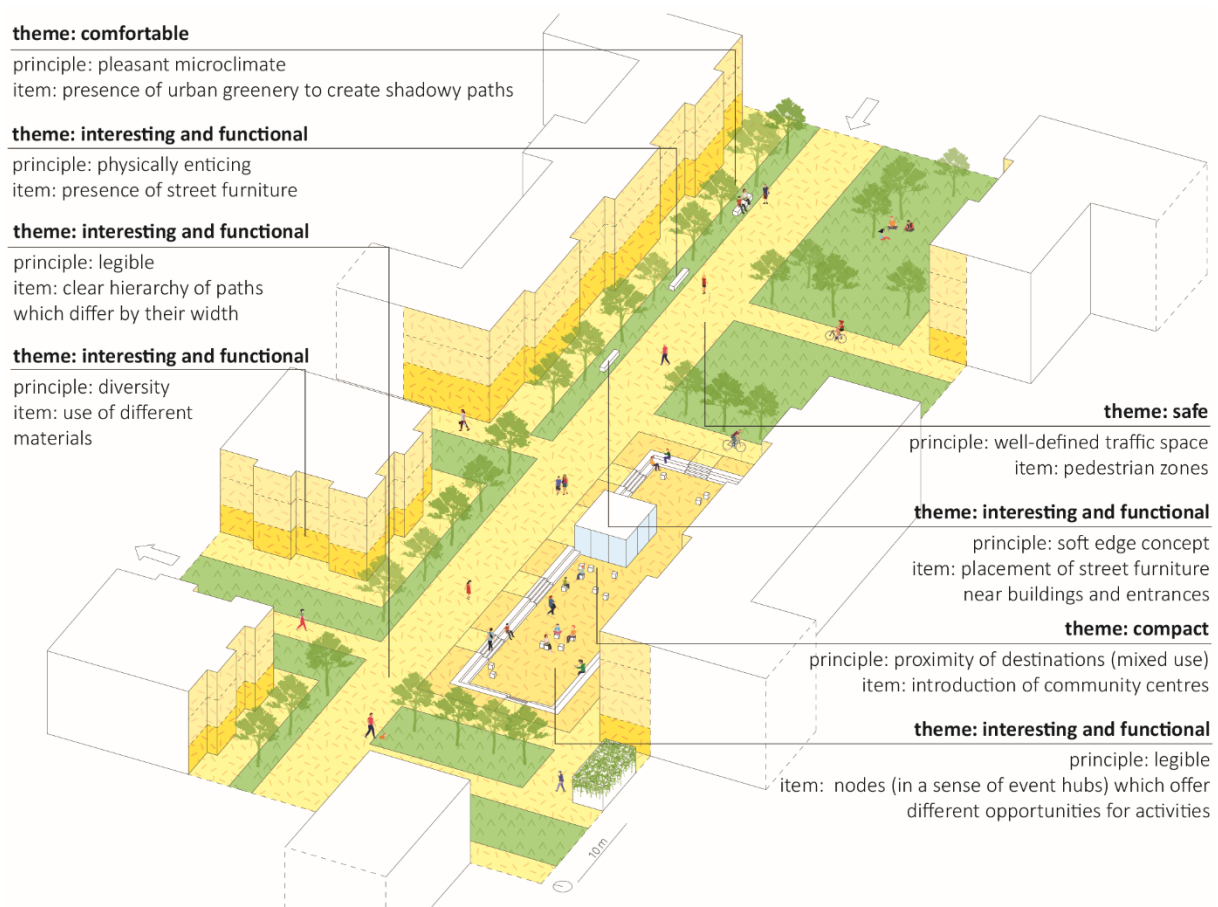 theme: comfortable
principle: pleasant microclimate
item: presence of urban greenery to create shadowy paths
theme: interesting and functional
principle: physically enticing
item: presence of street furniture
theme: interesting and functional
principle: legible
item: clear hierarchy of paths
which differ by their width
theme: interesting and functional
principle: diversity
item: use of different
materials
theme: safe
principle: well-defined traffic space
item: pedestrian zones
theme: interesting and functional
principle: soft edge concept
item: placement of street furniture
near buildings and entrances
theme: compact
principle: proximity of destinations (mixed use)
item: introduction of community centres
theme: interesting and functional
principle: legible
item: nodes (in a sense of event hubs) which offer
different opportunities for activities
10 m